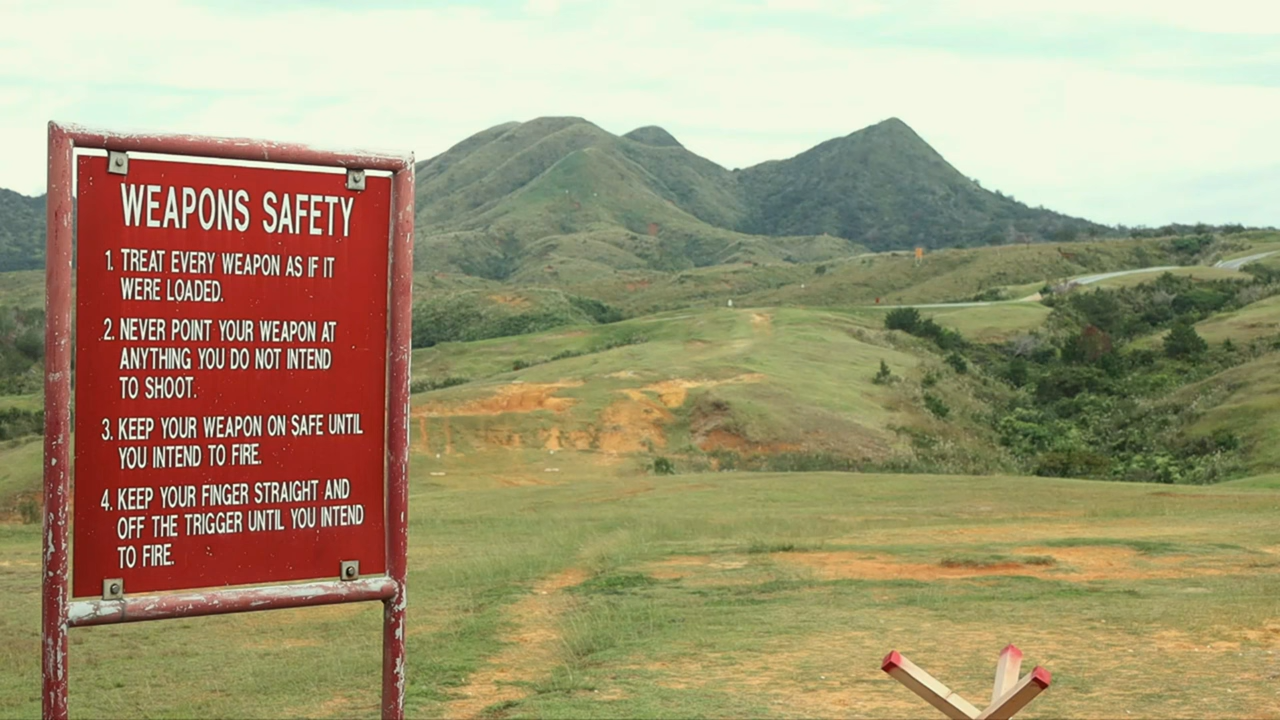 WEAPONS SAFETY
1. TREAT EVERY WEAPON AS IF IT
WERE LOADED.
2. NEVER POINT YOUR WEAPON AT
ANYTHING YOU DO NOT INTEND
TO SHOOT.
3. KEEP YOUR WEAPON ON SAFE UNTIL
YOU INTEND TO FIRE.
4. KEEP YOUR FINGER STRAIGHT AND
OFF THE TRIGGER UNTIL YOU INTEND
TO FIRE.